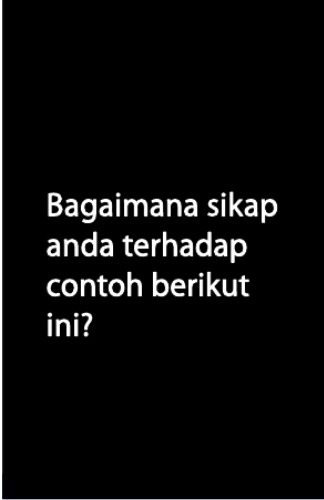 Bagaimana sikap
anda terhadap
contoh berikut
ini?